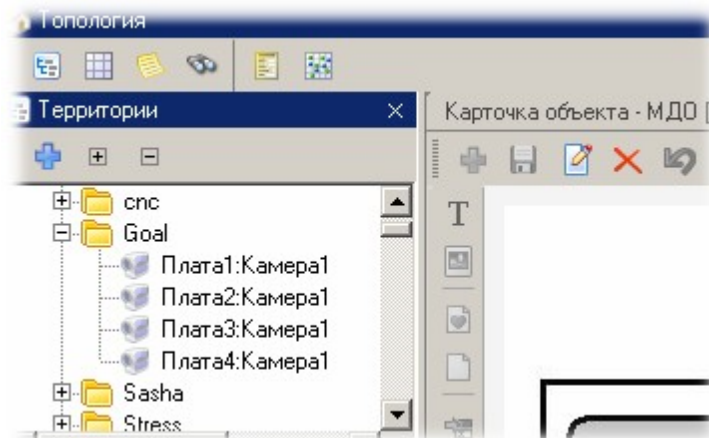 Топология
Территории
Карточка объекта - МДО
cnc
Goal
Плата1:Камера1
Плата2:Камера1
Плата3:Камера1
Плата4:Камера1
Sasha
Stress
T